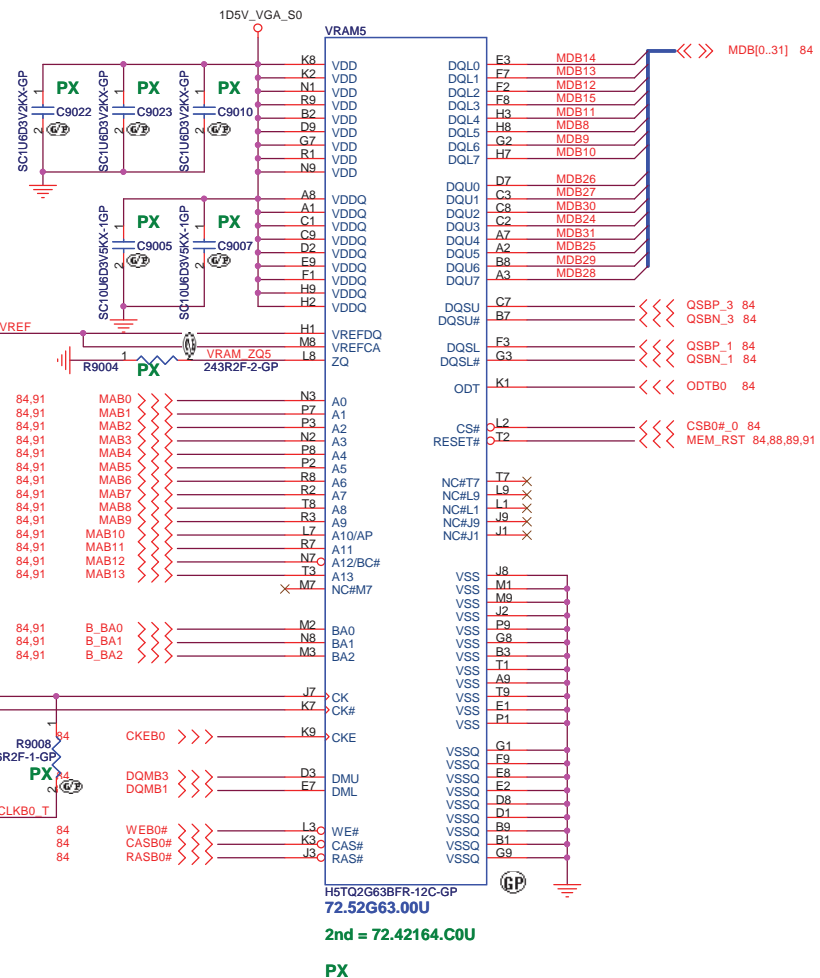 1D5V_VGA_S0
VRAM5
K8 VDD DQL0 E3 MDB14 MDB[0..31] 84
K2 VDD DQL1 F7 MDB13
N1 VDD DQL2 F2 MDB12
R9 VDD DQL3 F8 MDB15
B2 VDD DQL4 H3 MDB11
D9 VDD DQL5 H8 MDB8
G7 VDD DQL6 G2 MDB9
R1 VDD DQL7 H7 MDB10
N9 VDD
SC1U6D3V2KX-GP 1 PX C9022 2 G/P
SC1U6D3V2KX-GP 1 PX C9023 2 G/P
SC1U6D3V2KX-GP 1 PX C9010 2 G/P
DQU0 D7 MDB26
A8 VDDQ DQU1 C3 MDB27
A1 VDDQ DQU2 C8 MDB30
C1 VDDQ DQU3 C2 MDB24
C9 VDDQ DQU4 A7 MDB31
D2 VDDQ DQU5 A2 MDB25
E9 VDDQ DQU6 B8 MDB29
F1 VDDQ DQU7 A3 MDB28
H9 VDDQ
H2 VDDQ
SC10U6D3V5KX-1GP 1 PX C9005 2 G/P
SC10U6D3V5KX-1GP 1 PX C9007 2 G/P
DQSU C7 QSBP_3 84
DQSU# B7 QSBN_3 84
VREF H1 VREFDQ
M8 VREFCA DQSL F3 QSBP_1 84
R9004 1 2 VRAM_ZQ5 L8 ZQ DQSL# G3 QSBN_1 84
PX 243R2F-2-GP
ODT K1 ODTB0 84
84,91 MAB0 N3 A0
84,91 MAB1 P7 A1
84,91 MAB2 P3 A2 CS# L2 CSB0#_0 84
84,91 MAB3 N2 A3 RESET# T2 MEM_RST 84,88,89,91
84,91 MAB4 P8 A4
84,91 MAB5 P2 A5
84,91 MAB6 R8 A6 NC#T7 T7
84,91 MAB7 R2 A7 NC#L9 L9
84,91 MAB8 T8 A8 NC#L1 L1
84,91 MAB9 R3 A9 NC#J9 J9
84,91 MAB10 L7 A10/AP NC#J1 J1
84,91 MAB11 R7 A11
84,91 MAB12 N7 A12/BC#
84,91 MAB13 T3 A13 VSS J8
M7 NC#M7 VSS M1
VSS M9
VSS J2
84,91 B_BA0 M2 BA0 VSS P9
84,91 B_BA1 N8 BA1 VSS G8
84,91 B_BA2 M3 BA2 VSS B3
VSS T1
VSS A9
J7 CK VSS T9
K7 CK# VSS E1
VSS P1
1 84 CKEB0 K9 CKE
R9008 VSSQ G1
6R2F-1-GP VSSQ F9
PX 2 G/P 84 DQMB3 D3 DMU VSSQ E8
DQMB1 E7 DML VSSQ E2
CLKB0_T VSSQ D8
VSSQ D1
84 WEB0# L3 WE# VSSQ B9
84 CASB0# K3 CAS# VSSQ B1
84 RASB0# J3 RAS# VSSQ G9
H5TQ2G63BFR-12C-GP GP
72.52G63.00U
2nd = 72.42164.C0U
PX